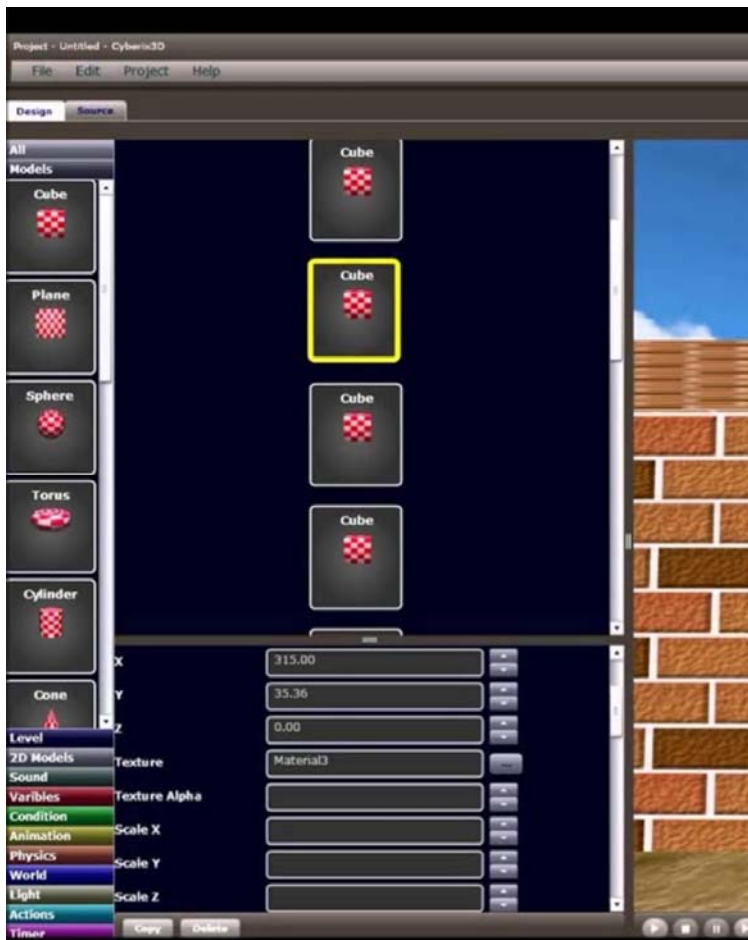 Project - Untitled - Cyberix3D
File Edit Project Help
Design Source
All
Models
Cube
Plane
Sphere
Torus
Cylinder
Cone
Level
2D Models
Sound
Varibles
Condition
Animation
Physics
World
Light
Actions
Timer
Cube
Cube
Cube
Cube
X 315.00
Y 35.36
Z 0.00
Texture Material3 ...
Texture Alpha
Scale X
Scale Y
Scale Z
Copy Delete